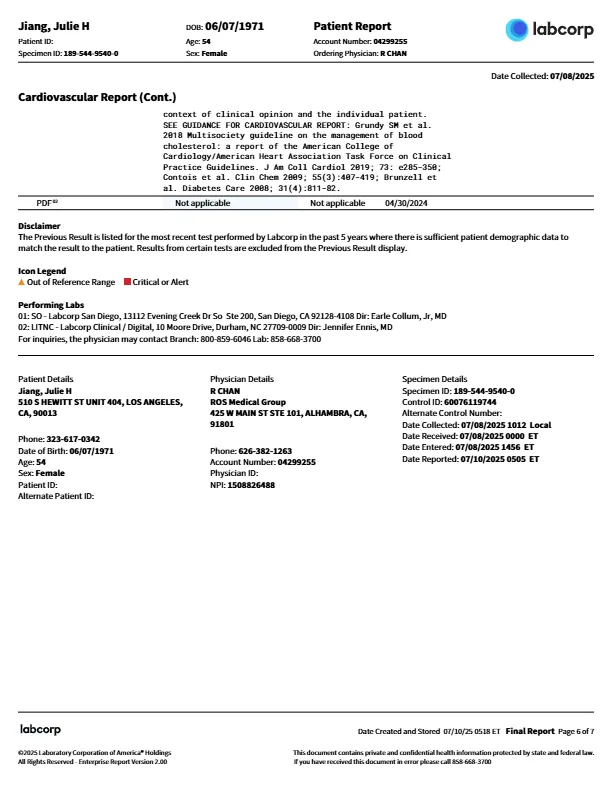 Jiang, Julie H
DOB: 06/07/1971
Patient Report
labcorp
Patient ID:
Age: 54
Account Number: 04299255
Specimen ID: 189-544-9540-0
Sex: Female
Ordering Physician: R CHAN
Date Collected: 07/08/2025
Cardiovascular Report (Cont.)
context of clinical opinion and the individual patient.
SEE GUIDANCE FOR CARDIOVASCULAR REPORT: Grundy SM et al.
2018 Multisociety guideline on the management of blood
cholesterol: a report of the American College of
Cardiology/American Heart Association Task Force on Clinical
Practice Guidelines. J Am Coll Cardiol 2019; 73: e285-350;
Contois et al. Clin Chem 2009; 55(3):407-419; Brunzell et
al. Diabetes Care 2008; 31(4):811-82.
PDF 02 Not applicable Not applicable 04/30/2024
Disclaimer
The Previous Result is listed for the most recent test performed by Labcorp in the past 5 years where there is sufficient patient demographic data to
match the result to the patient. Results from certain tests are excluded from the Previous Result display.
Icon Legend
Out of Reference Range Critical or Alert
Performing Labs
01: SO - Labcorp San Diego, 13112 Evening Creek Dr So Ste 200, San Diego, CA 92128-4108 Dir: Earle Collum, Jr, MD
02: LITNC - Labcorp Clinical / Digital, 10 Moore Drive, Durham, NC 27709-0009 Dir: Jennifer Ennis, MD
For inquiries, the physician may contact Branch: 800-859-6046 Lab: 858-668-3700
Patient Details
Jiang, Julie H
510 S HEWITT ST UNIT 404, LOS ANGELES,
CA, 90013
Phone: 323-617-0342
Date of Birth: 06/07/1971
Age: 54
Sex: Female
Patient ID:
Alternate Patient ID:
Physician Details
R CHAN
ROS Medical Group
425 W MAIN ST STE 101, ALHAMBRA, CA,
91801
Phone: 626-382-1263
Account Number: 04299255
Physician ID:
NPI: 1508826488
Specimen Details
Specimen ID: 189-544-9540-0
Control ID: 60076119744
Alternate Control Number:
Date Collected: 07/08/2025 1012 Local
Date Received: 07/08/2025 0000 ET
Date Entered: 07/08/2025 1456 ET
Date Reported: 07/10/2025 0505 ET
labcorp
Date Created and Stored 07/10/25 0518 ET Final Report Page 6 of 7
©2025 Laboratory Corporation of America® Holdings
All Rights Reserved - Enterprise Report Version 2.00
This document contains private and confidential health information protected by state and federal law.
If you have received this document in error please call 858-668-3700